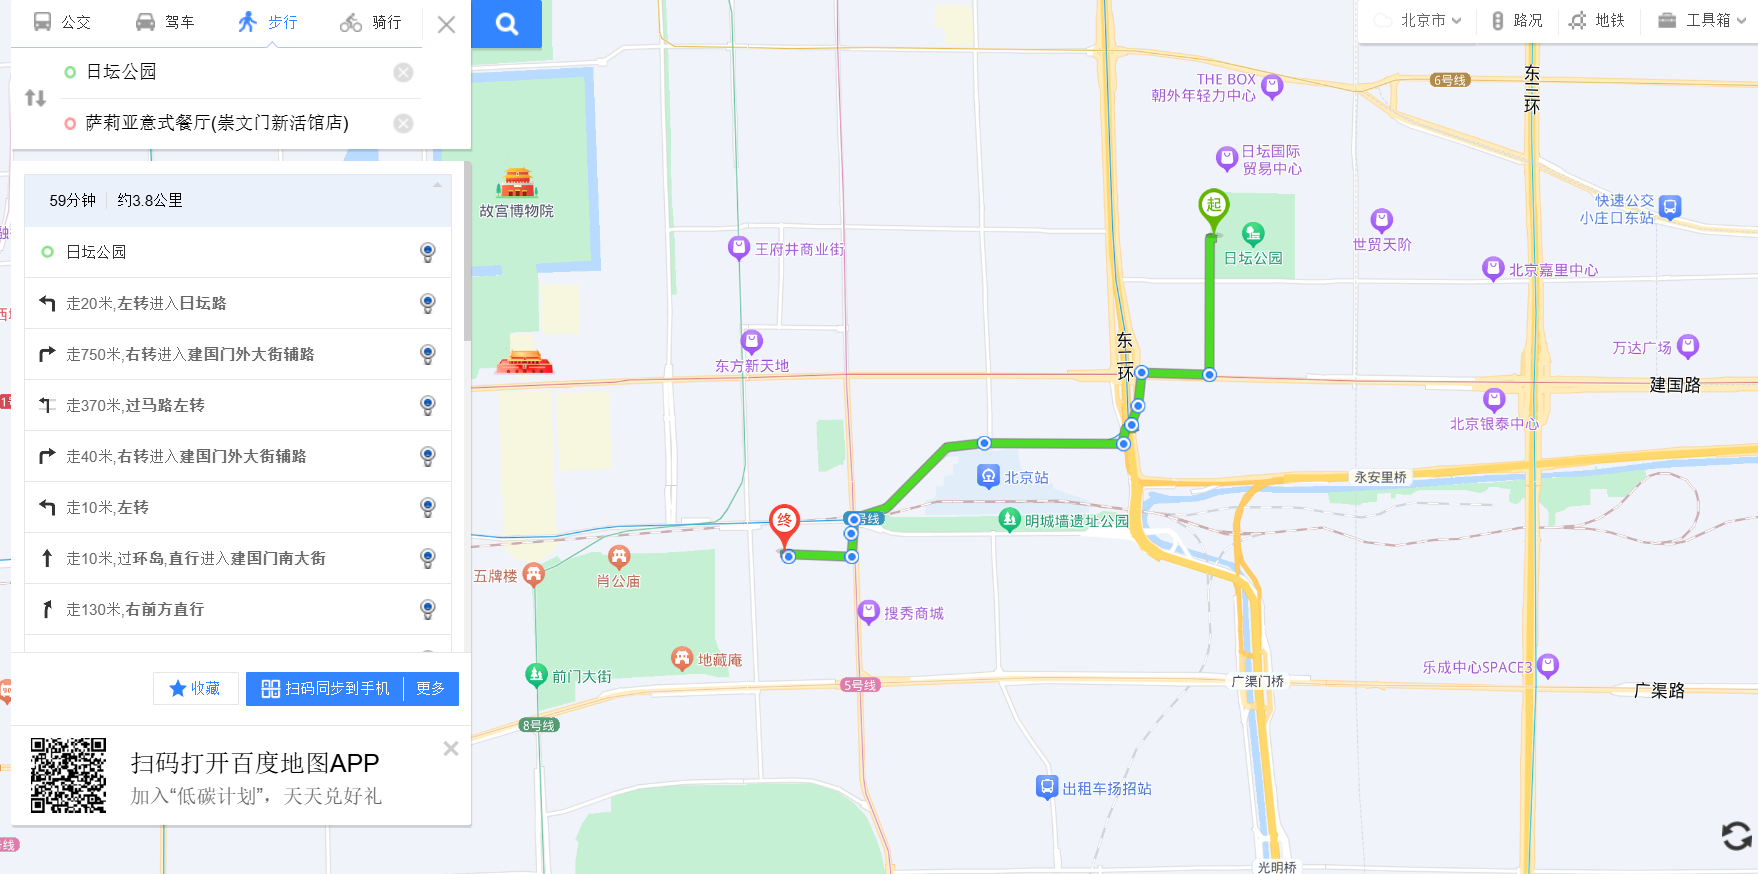 公交
驾车
步行
骑行
日坛公园
萨莉亚意式餐厅(崇文门新活馆店)
59分钟
约3.8公里
日坛公园
走20米,左转进入日坛路
走750米,右转进入建国门外大街辅路
走370米,过马路左转
走40米,右转进入建国门外大街辅路
走10米,左转
走10米,过环岛,直行进入建国门南大街
走130米,右前方直行
收藏
扫码同步到手机
更多
扫码打开百度地图APP
加入“低碳计划”，天天兑好礼
北京市
路况
地铁
工具箱
THE BOX
朝外年轻力中心
6号线
东三环
日坛国际
贸易中心
起
日坛公园
快速公交
小庄口东站
世贸天阶
北京嘉里中心
故宫博物院
王府井商业街
东方新天地
东二环
万达广场
建国路
北京银泰中心
北京站
永安里桥
终
号线
明城墙遗址公园
五牌楼
肖公庙
搜秀商城
地藏庵
前门大街
5号线
8号线
乐成中心SPACE3
广渠门桥
广渠路
出租车扬招站
光明桥
号线